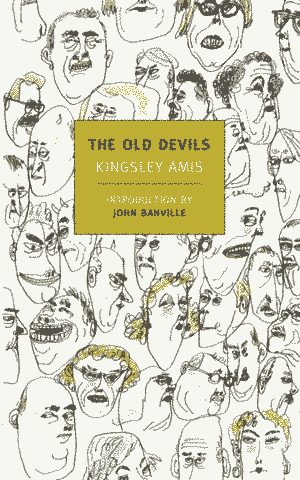 THE OLD DEVILS
KINGSLEY AMIS
INTRODUCTION BY
JOHN BANVILLE